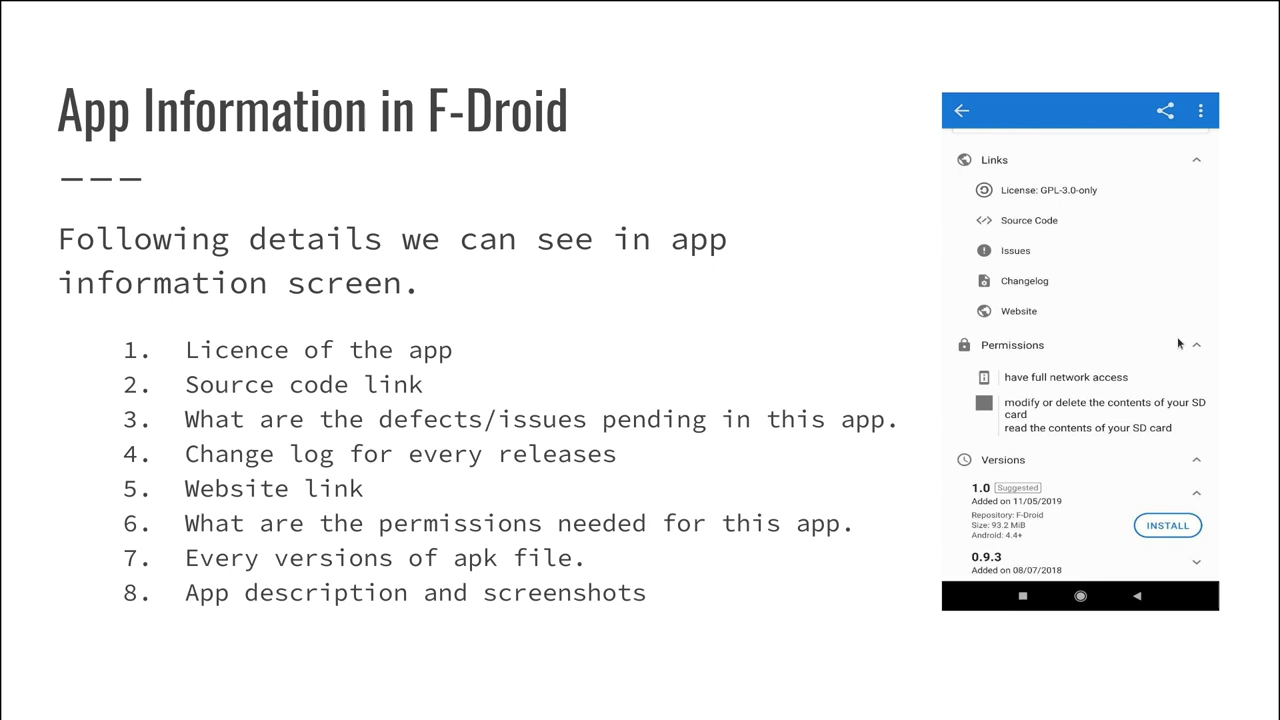 App Information in F-Droid
Following details we can see in app
information screen.
1. Licence of the app
2. Source code link
3. What are the defects/issues pending in this app.
4. Change log for every releases
5. Website link
6. What are the permissions needed for this app.
7. Every versions of apk file.
8. App description and screenshots
Links
License: GPL-3.0-only
Source Code
Issues
Changelog
Website
Permissions
have full network access
modify or delete the contents of your SD
card
read the contents of your SD card
Versions
1.0 Suggested
Added on 11/05/2019
Repository: F-Droid
Size: 93.2 MiB
Android: 4.4+
INSTALL
0.9.3
Added on 08/07/2018